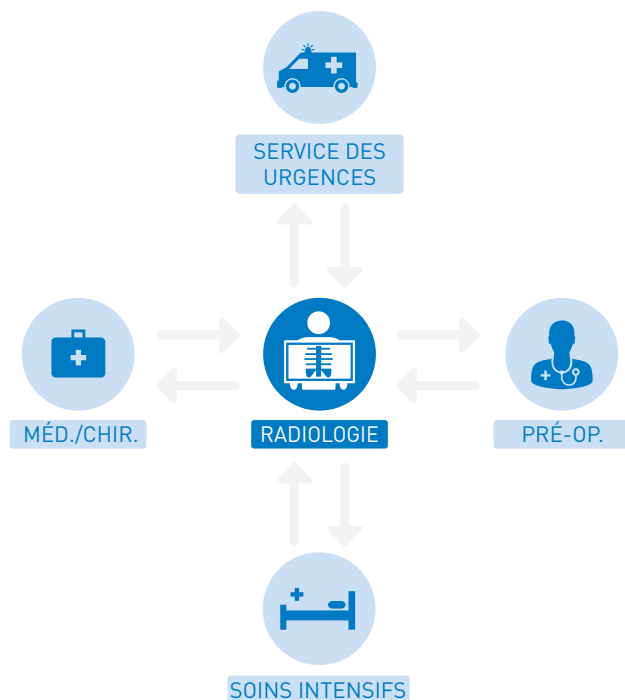 SERVICE DES
URGENCES
MÉD./CHIR.
RADIOLOGIE
PRÉ-OP.
SOINS INTENSIFS